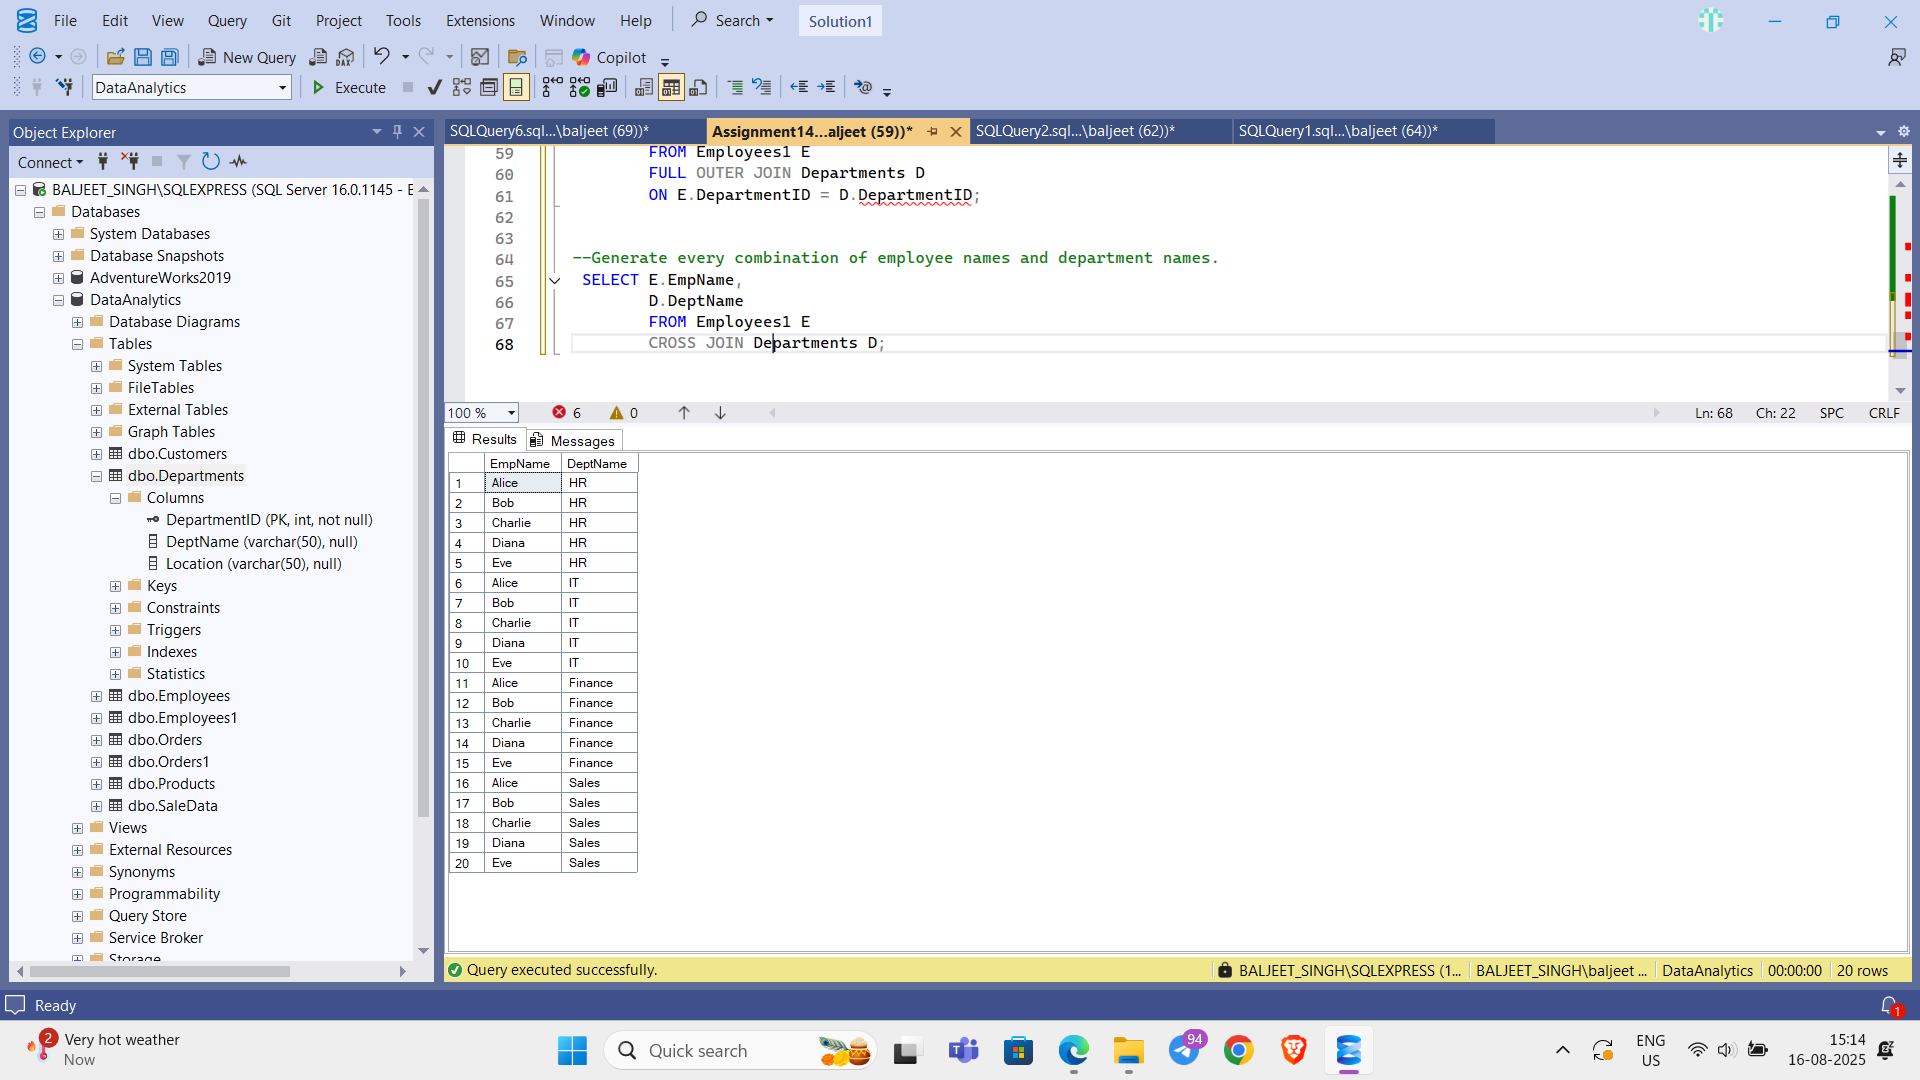 File Edit View Query Git Project Tools Extensions Window Help Search Solution1
New Query DAX Copilot
DataAnalytics Execute
Object Explorer
Connect
BALJEET_SINGH\SQLEXPRESS (SQL Server 16.0.1145 - E
Databases
System Databases
Database Snapshots
AdventureWorks2019
DataAnalytics
Database Diagrams
Tables
System Tables
FileTables
External Tables
Graph Tables
dbo.Customers
dbo.Departments
Columns
DepartmentID (PK, int, not null)
DeptName (varchar(50), null)
Location (varchar(50), null)
Keys
Constraints
Triggers
Indexes
Statistics
dbo.Employees
dbo.Employees1
dbo.Orders
dbo.Orders1
dbo.Products
dbo.SaleData
Views
External Resources
Synonyms
Programmability
Query Store
Service Broker
Storage
SQLQuery6.sql...\baljeet (69))* Assignment14...aljeet (59))* SQLQuery2.sql...\baljeet (62))* SQLQuery1.sql...\baljeet (64))*
59 FROM Employees1 E
60 FULL OUTER JOIN Departments D
61 ON E.DepartmentID = D.DepartmentID;
62
63
64 --Generate every combination of employee names and department names.
65 SELECT E.EmpName,
66 D.DeptName
67 FROM Employees1 E
68 CROSS JOIN Departments D;
100 % 6 0 Ln: 68 Ch: 22 SPC CRLF
Results Messages
EmpName DeptName
1 Alice HR
2 Bob HR
3 Charlie HR
4 Diana HR
5 Eve HR
6 Alice IT
7 Bob IT
8 Charlie IT
9 Diana IT
10 Eve IT
11 Alice Finance
12 Bob Finance
13 Charlie Finance
14 Diana Finance
15 Eve Finance
16 Alice Sales
17 Bob Sales
18 Charlie Sales
19 Diana Sales
20 Eve Sales
Query executed successfully. BALJEET_SINGH\SQLEXPRESS (1... BALJEET_SINGH\baljeet ... DataAnalytics 00:00:00 20 rows
Ready 1
2 Very hot weather
Now
Quick search
94
ENG
US
15:14
16-08-2025